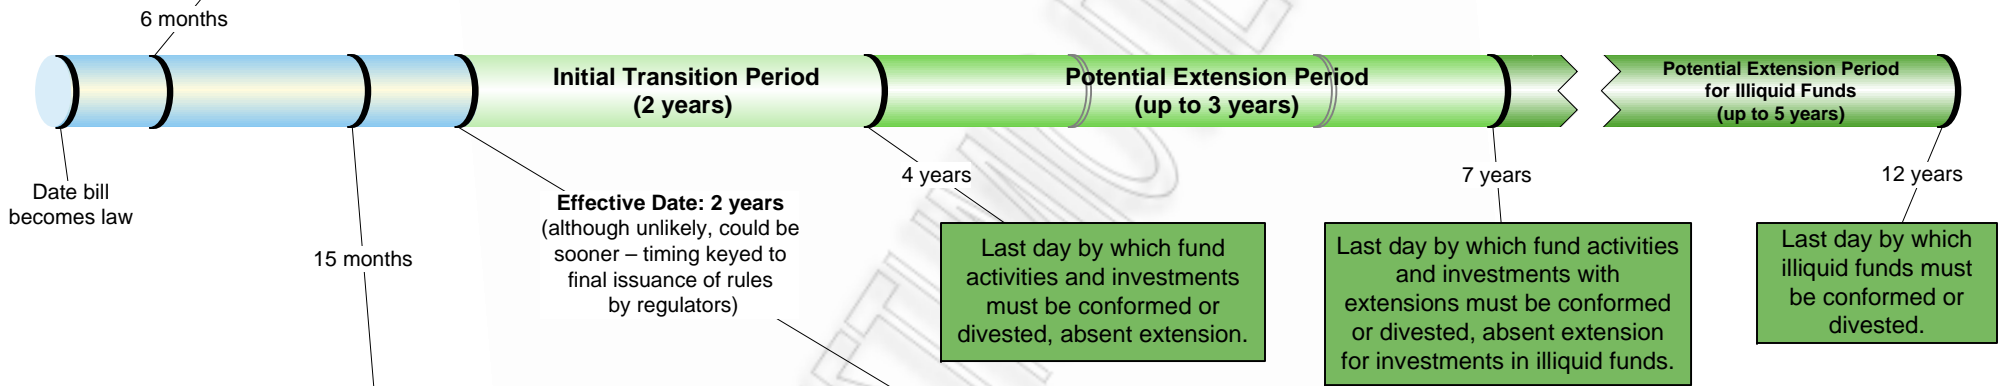 6 months
Initial Transition Period
(2 years)
Potential Extension Period
(up to 3 years)
Potential Extension Period
for Illiquid Funds
(up to 5 years)
Date bill
becomes law
15 months
Effective Date: 2 years
(although unlikely, could be
sooner – timing keyed to
final issuance of rules
by regulators)
4 years
Last day by which fund
activities and investments
must be conformed or
divested, absent extension.
7 years
Last day by which fund activities
and investments with
extensions must be conformed
or divested, absent extension
for investments in illiquid funds.
12 years
Last day by which
illiquid funds must
be conformed or
divested.